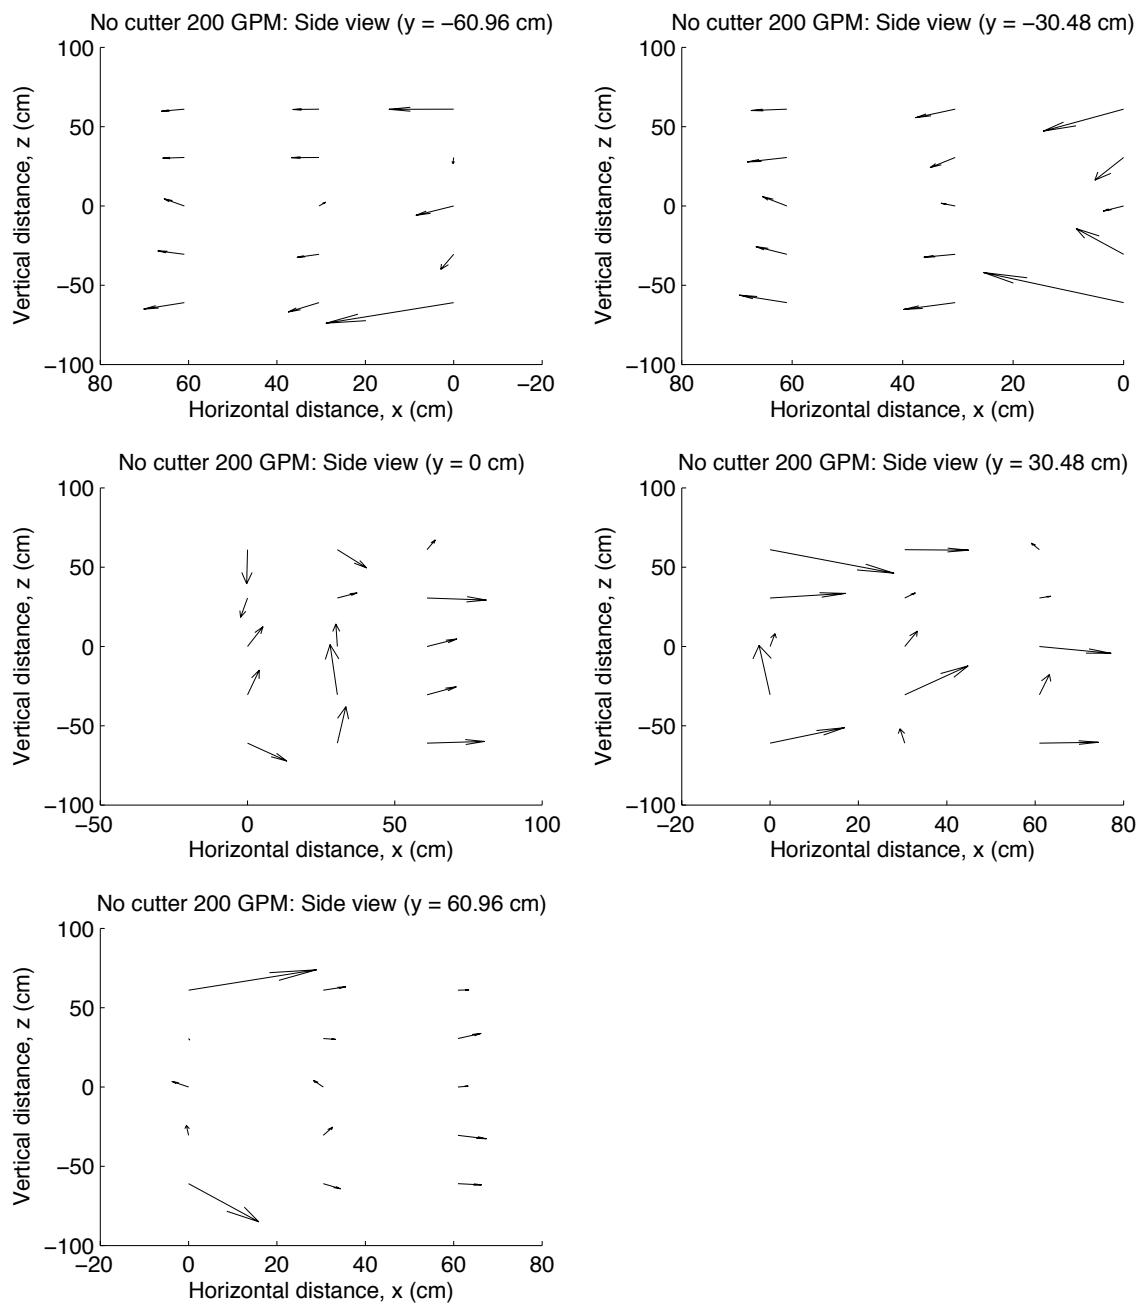 No cutter 200 GPM: Side view (y = −60.96 cm)
100
50
0
−50
−100
80 60 40 20 0 −20
Vertical distance, z (cm)
Horizontal distance, x (cm)
No cutter 200 GPM: Side view (y = −30.48 cm)
100
50
0
−50
−100
80 60 40 20 0
Vertical distance, z (cm)
Horizontal distance, x (cm)
No cutter 200 GPM: Side view (y = 0 cm)
100
50
0
−50
−100
−50 0 50 100
Vertical distance, z (cm)
Horizontal distance, x (cm)
No cutter 200 GPM: Side view (y = 30.48 cm)
100
50
0
−50
−100
−20 0 20 40 60 80
Vertical distance, z (cm)
Horizontal distance, x (cm)
No cutter 200 GPM: Side view (y = 60.96 cm)
100
50
0
−50
−100
−20 0 20 40 60 80
Vertical distance, z (cm)
Horizontal distance, x (cm)